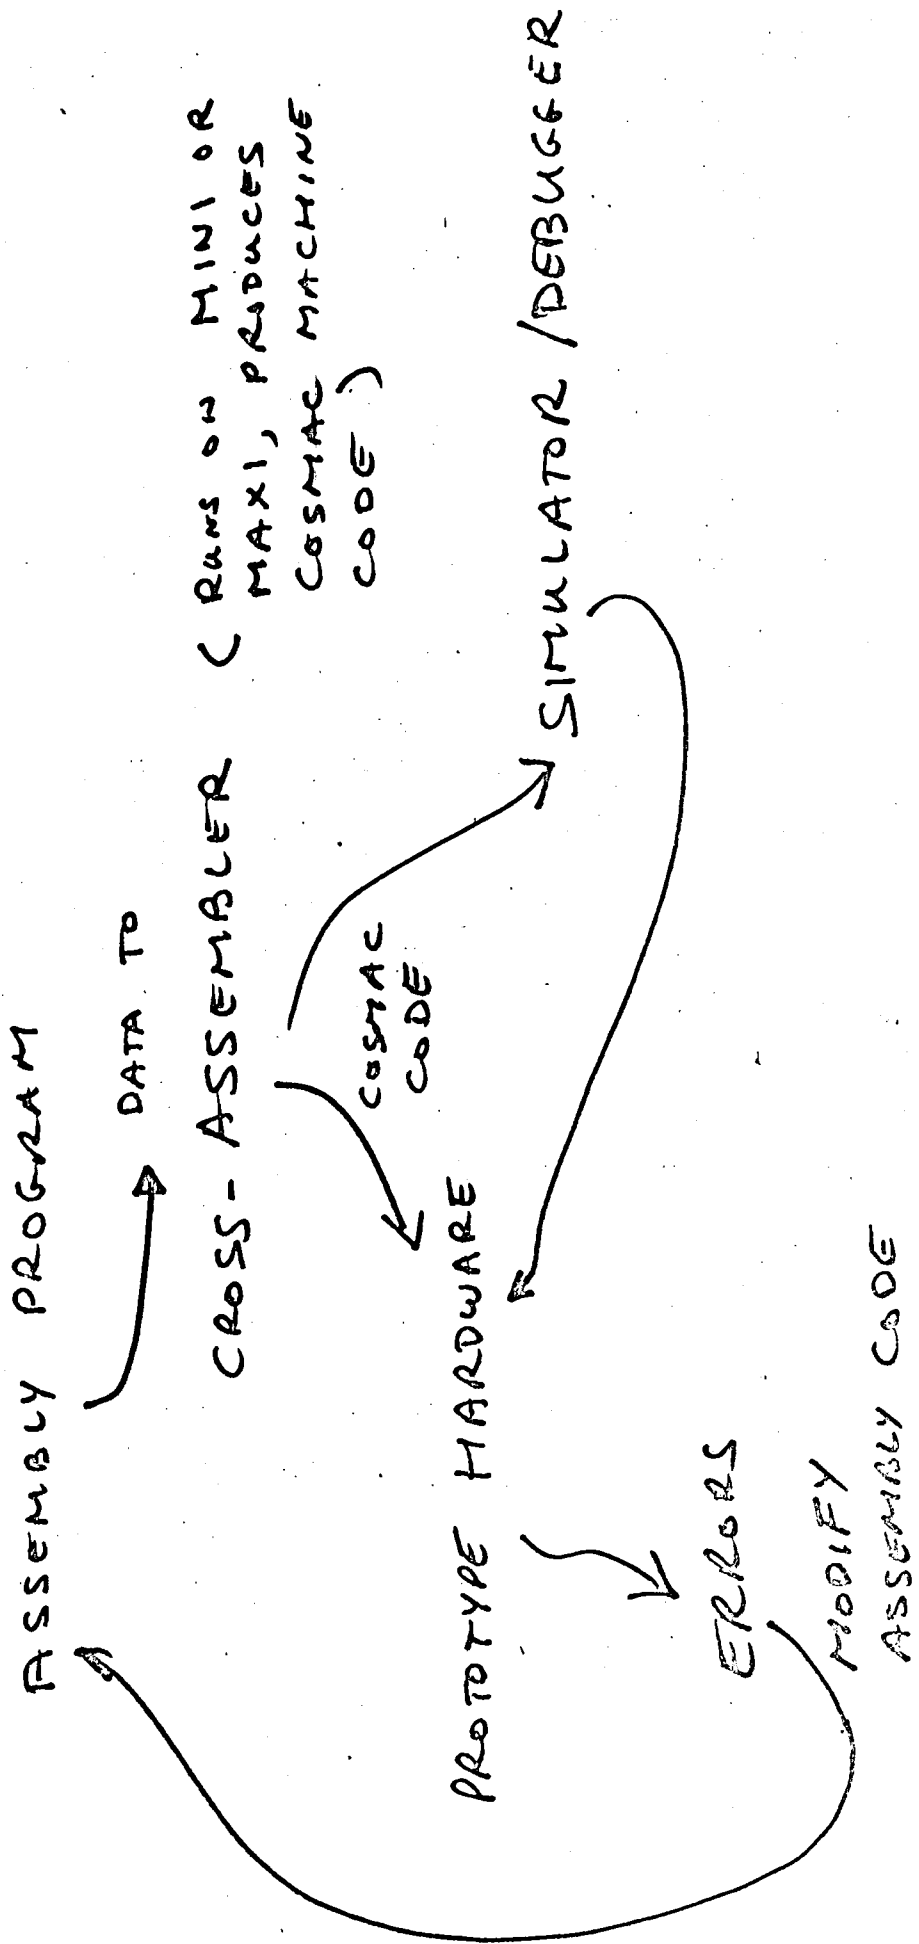 ASSEMBLY PROGRAM
DATA TO
CROSS-ASSEMBLER
(RUNS ON MINI OR
MAXI, PRODUCES
COSMAC MACHINE
CODE)
COSMAC
CODE
PROTOTYPE HARDWARE
SIMULATOR/DEBUGGER
ERRORS
MODIFY
ASSEMBLY CODE